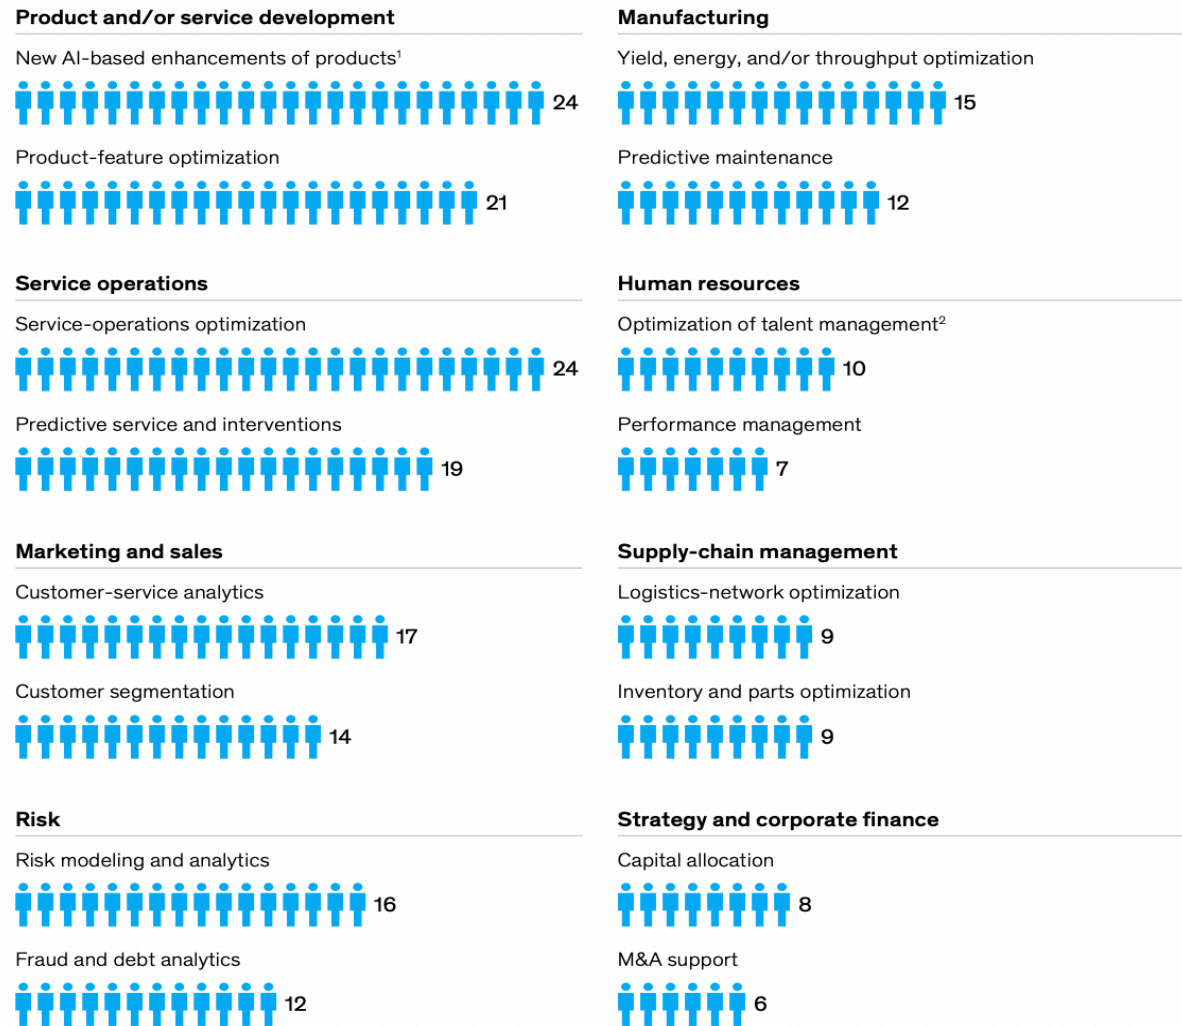 Product and/or service development
New AI-based enhancements of products¹
24
Product-feature optimization
21
Service operations
Service-operations optimization
24
Predictive service and interventions
19
Marketing and sales
Customer-service analytics
17
Customer segmentation
14
Risk
Risk modeling and analytics
16
Fraud and debt analytics
12
Manufacturing
Yield, energy, and/or throughput optimization
15
Predictive maintenance
12
Human resources
Optimization of talent management²
10
Performance management
7
Supply-chain management
Logistics-network optimization
9
Inventory and parts optimization
9
Strategy and corporate finance
Capital allocation
8
M&A support
6